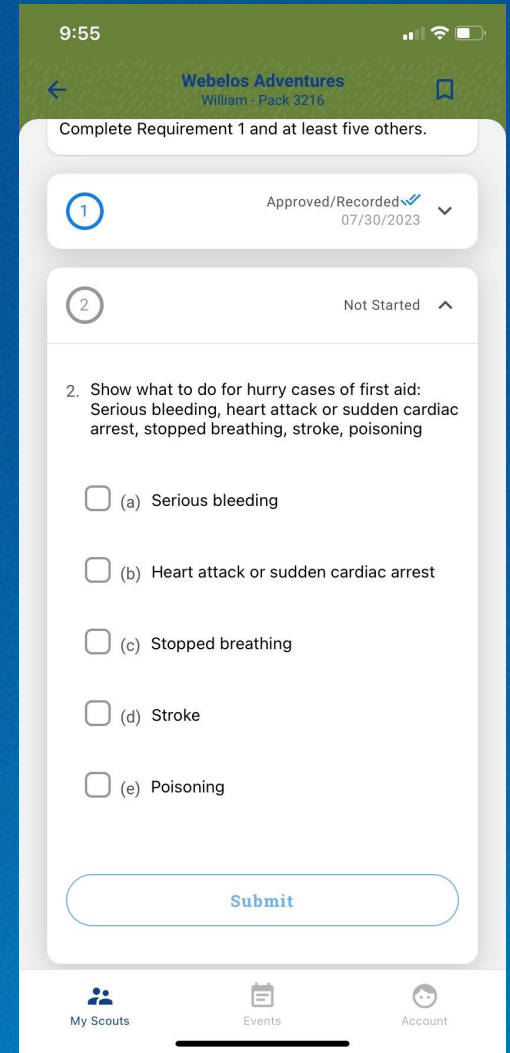 9:55
Webelos Adventures
William - Pack 3216
Complete Requirement 1 and at least five others.
1
Approved/Recorded
07/30/2023
2
Not Started
2. Show what to do for hurry cases of first aid:
Serious bleeding, heart attack or sudden cardiac
arrest, stopped breathing, stroke, poisoning
(a) Serious bleeding
(b) Heart attack or sudden cardiac arrest
(c) Stopped breathing
(d) Stroke
(e) Poisoning
Submit
My Scouts
Events
Account